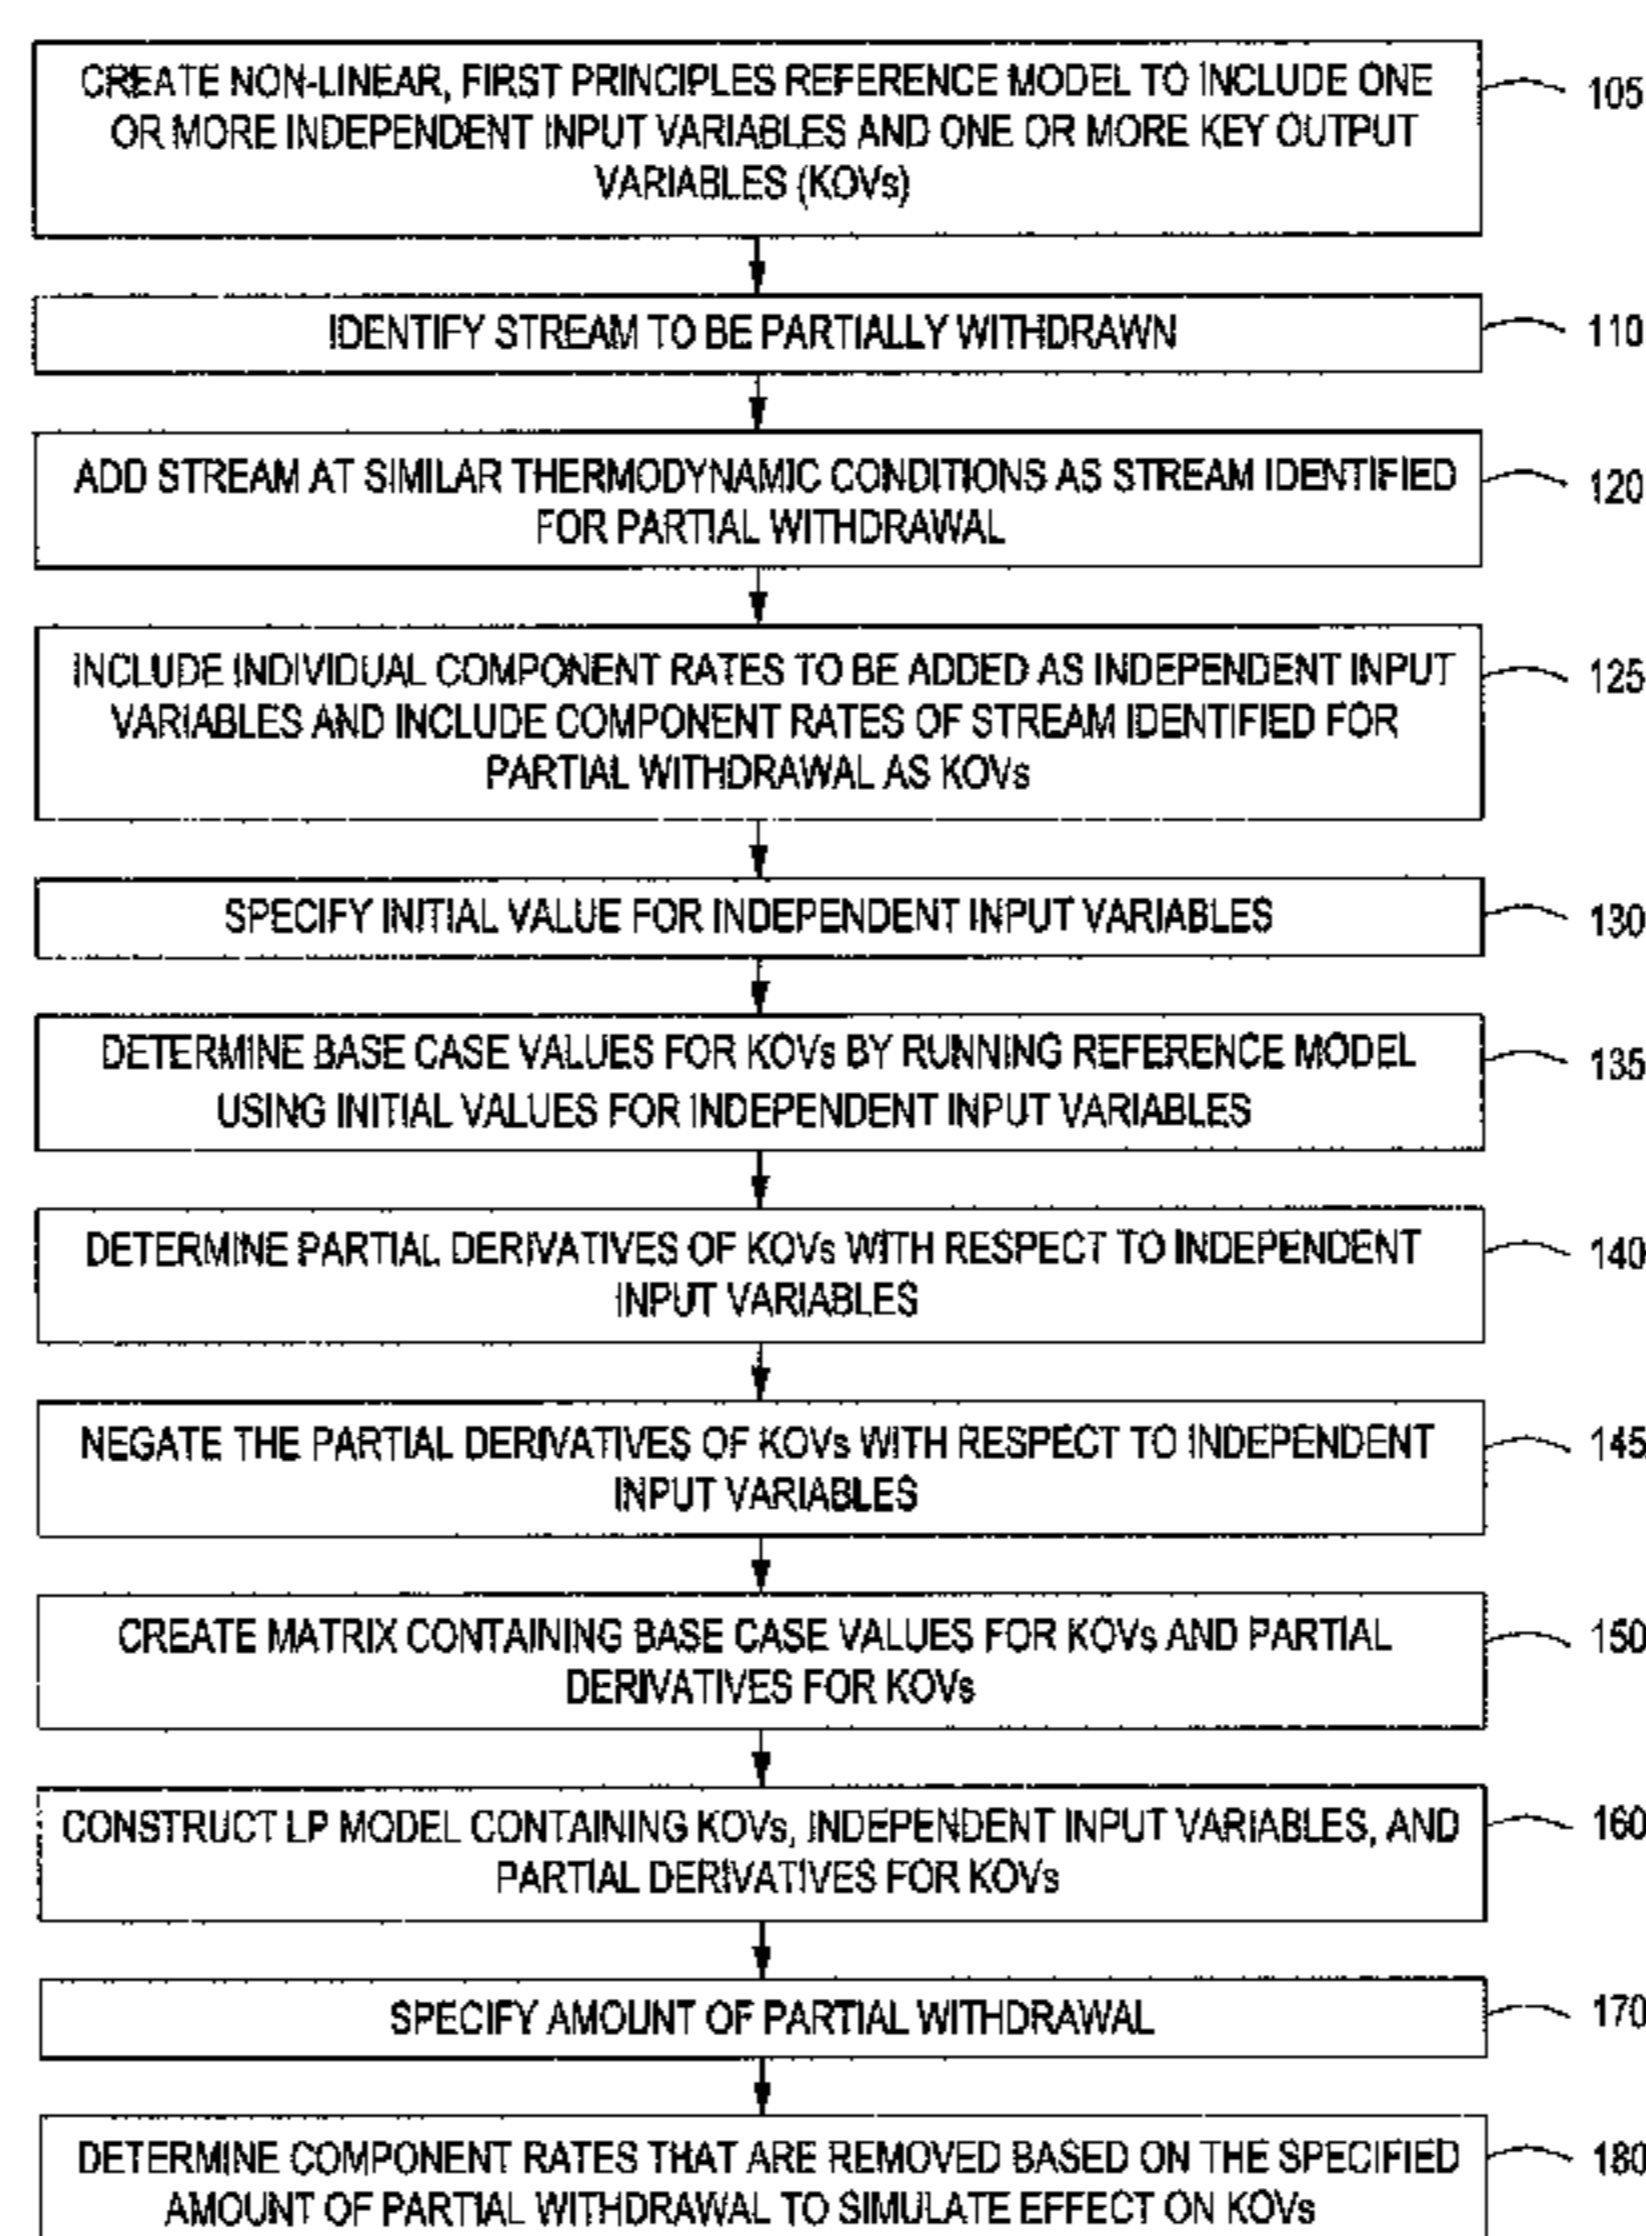 CREATE NON-LINEAR, FIRST PRINCIPLES REFERENCE MODEL TO INCLUDE ONE
OR MORE INDEPENDENT INPUT VARIABLES AND ONE OR MORE KEY OUTPUT
VARIABLES (KOVs)
105
IDENTIFY STREAM TO BE PARTIALLY WITHDRAWN
110
ADD STREAM AT SIMILAR THERMODYNAMIC CONDITIONS AS STREAM IDENTIFIED
FOR PARTIAL WITHDRAWAL
120
INCLUDE INDIVIDUAL COMPONENT RATES TO BE ADDED AS INDEPENDENT INPUT
VARIABLES AND INCLUDE COMPONENT RATES OF STREAM IDENTIFIED FOR
PARTIAL WITHDRAWAL AS KOVs
125
SPECIFY INITIAL VALUE FOR INDEPENDENT INPUT VARIABLES
130
DETERMINE BASE CASE VALUES FOR KOVs BY RUNNING REFERENCE MODEL
USING INITIAL VALUES FOR INDEPENDENT INPUT VARIABLES
135
DETERMINE PARTIAL DERIVATIVES OF KOVs WITH RESPECT TO INDEPENDENT
INPUT VARIABLES
140
NEGATE THE PARTIAL DERIVATIVES OF KOVs WITH RESPECT TO INDEPENDENT
INPUT VARIABLES
145
CREATE MATRIX CONTAINING BASE CASE VALUES FOR KOVs AND PARTIAL
DERIVATIVES FOR KOVs
150
CONSTRUCT LP MODEL CONTAINING KOVs, INDEPENDENT INPUT VARIABLES, AND
PARTIAL DERIVATIVES FOR KOVs
160
SPECIFY AMOUNT OF PARTIAL WITHDRAWAL
170
DETERMINE COMPONENT RATES THAT ARE REMOVED BASED ON THE SPECIFIED
AMOUNT OF PARTIAL WITHDRAWAL TO SIMULATE EFFECT ON KOVs
180